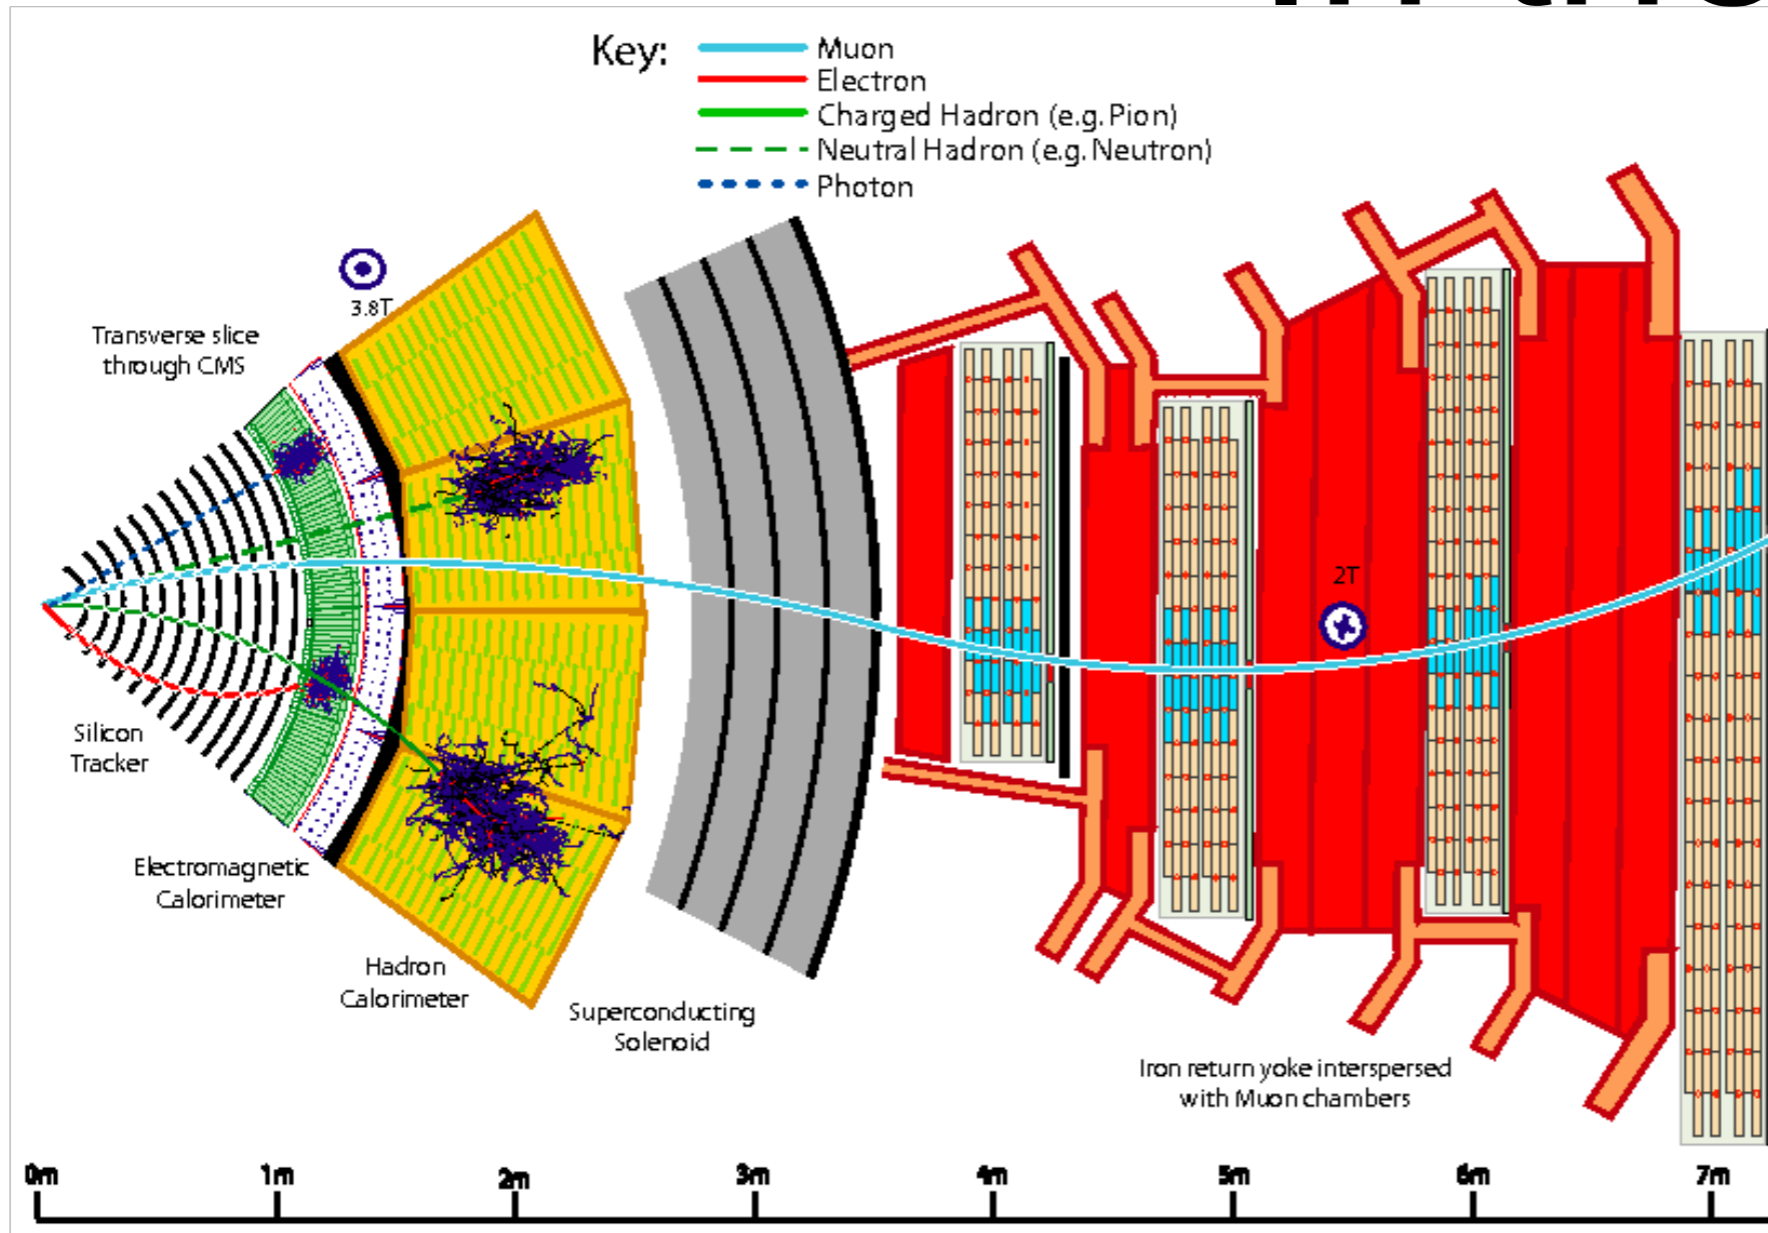 Key:
Muon
Electron
Charged Hadron (e.g. Pion)
Neutral Hadron (e.g. Neutron)
Photon
3.8T
Transverse slice
through CMS
2T
Silicon
Tracker
Electromagnetic
Calorimeter
Hadron
Calorimeter
Superconducting
Solenoid
Iron return yoke interspersed
with Muon chambers
0m 1m 2m 3m 4m 5m 6m 7m